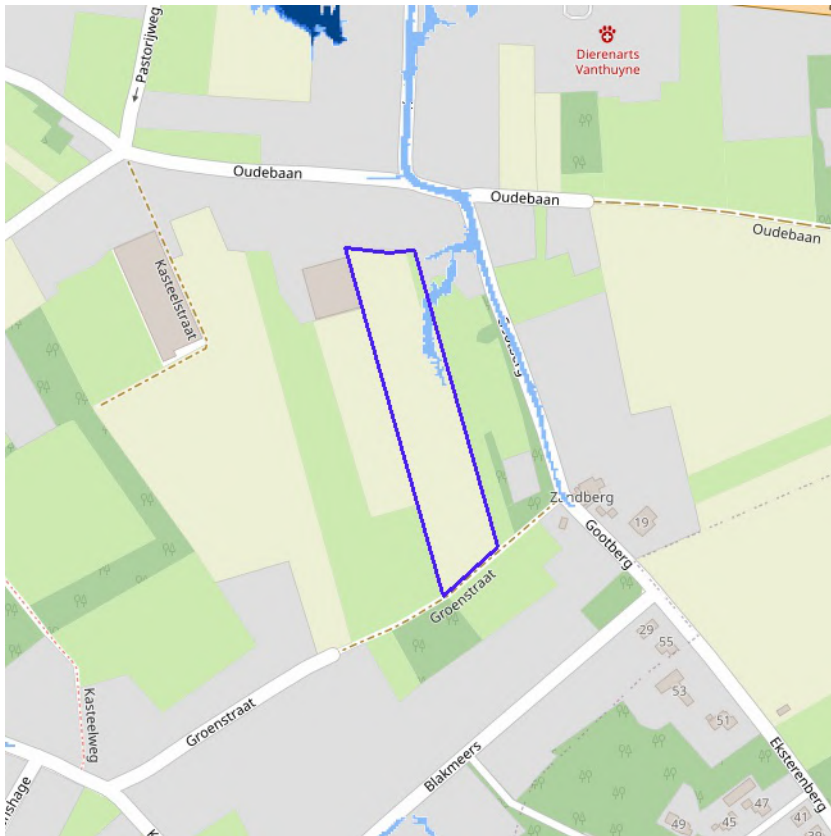 Pastorijweg
Dierenarts
Vanthuyne
Oudebaan
Oudebaan
Oudebaan
Kasteelstraat
Zandberg
19
Gootberg
Groenstraat
29
55
53
51
Kasteelweg
Groenstraat
Blakmeers
Eksterenberg
47
45
49
41